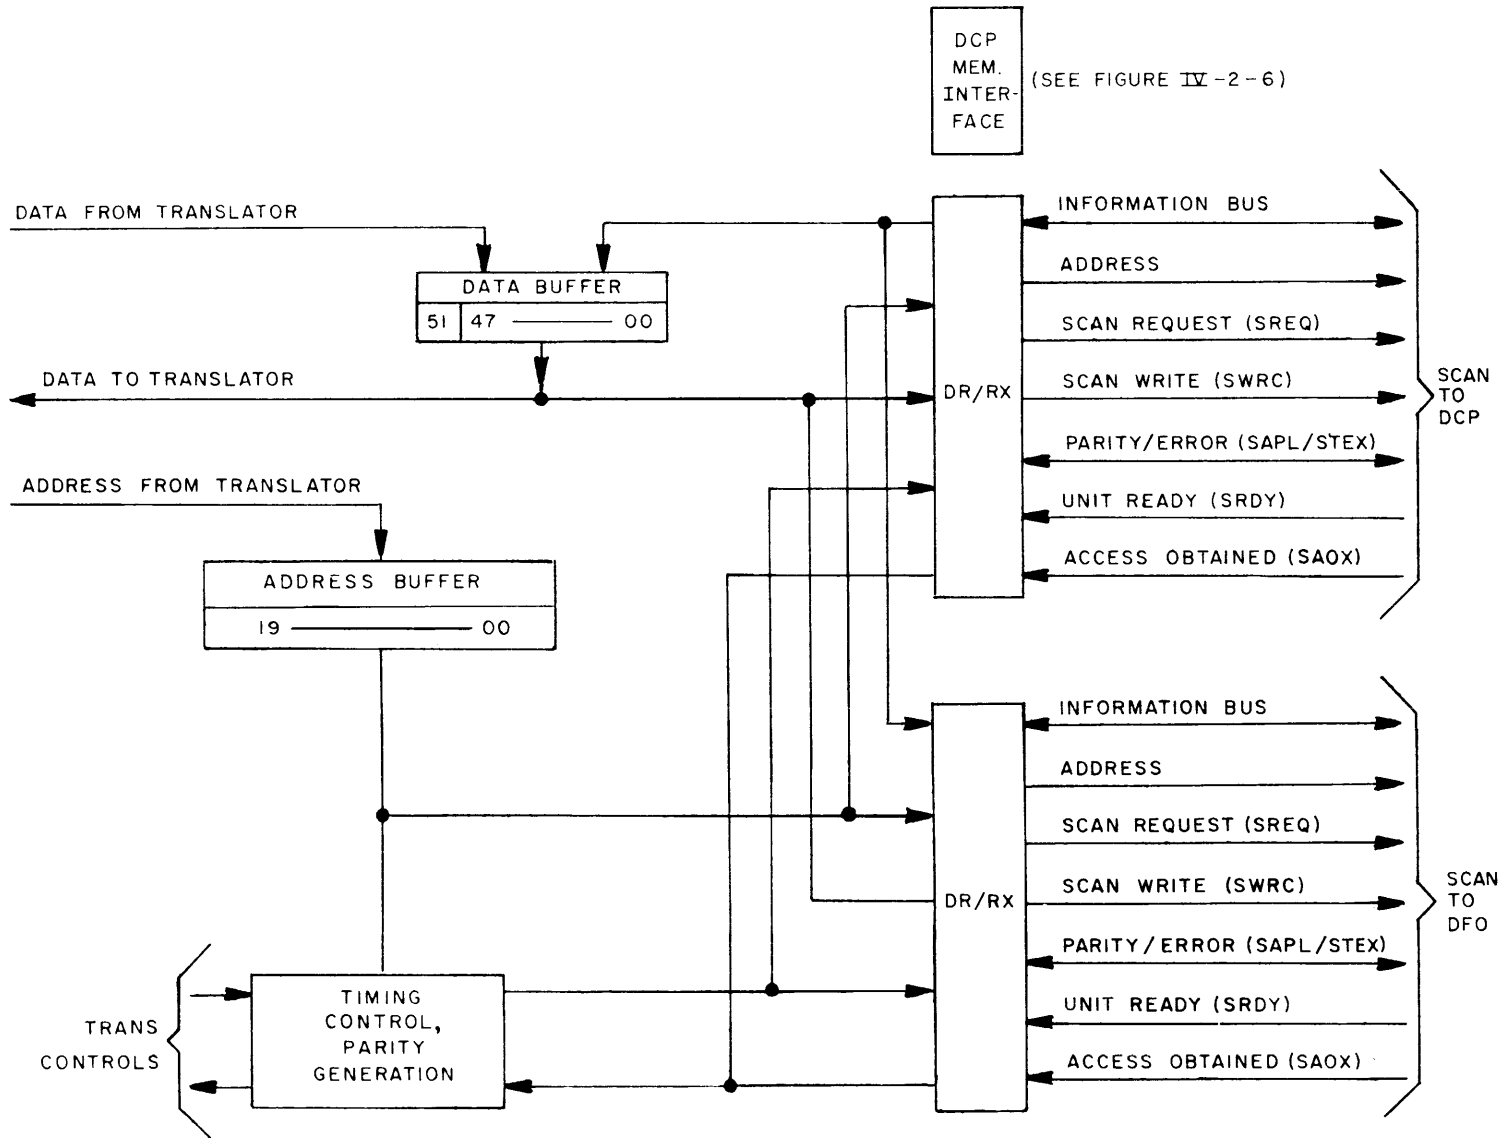 DCP
MEM.
INTER-
FACE
(SEE FIGURE IV-2-6)
DATA FROM TRANSLATOR
DATA BUFFER
51 47 00
DATA TO TRANSLATOR
ADDRESS FROM TRANSLATOR
ADDRESS BUFFER
19 00
DR/RX
INFORMATION BUS
ADDRESS
SCAN REQUEST (SREQ)
SCAN WRITE (SWRC)
PARITY/ERROR (SAPL/STEX)
UNIT READY (SRDY)
ACCESS OBTAINED (SAOX)
SCAN
TO
DCP
DR/RX
INFORMATION BUS
ADDRESS
SCAN REQUEST (SREQ)
SCAN WRITE (SWRC)
PARITY/ERROR (SAPL/STEX)
UNIT READY (SRDY)
ACCESS OBTAINED (SAOX)
SCAN
TO
DFO
TRANS
CONTROLS
TIMING
CONTROL,
PARITY
GENERATION